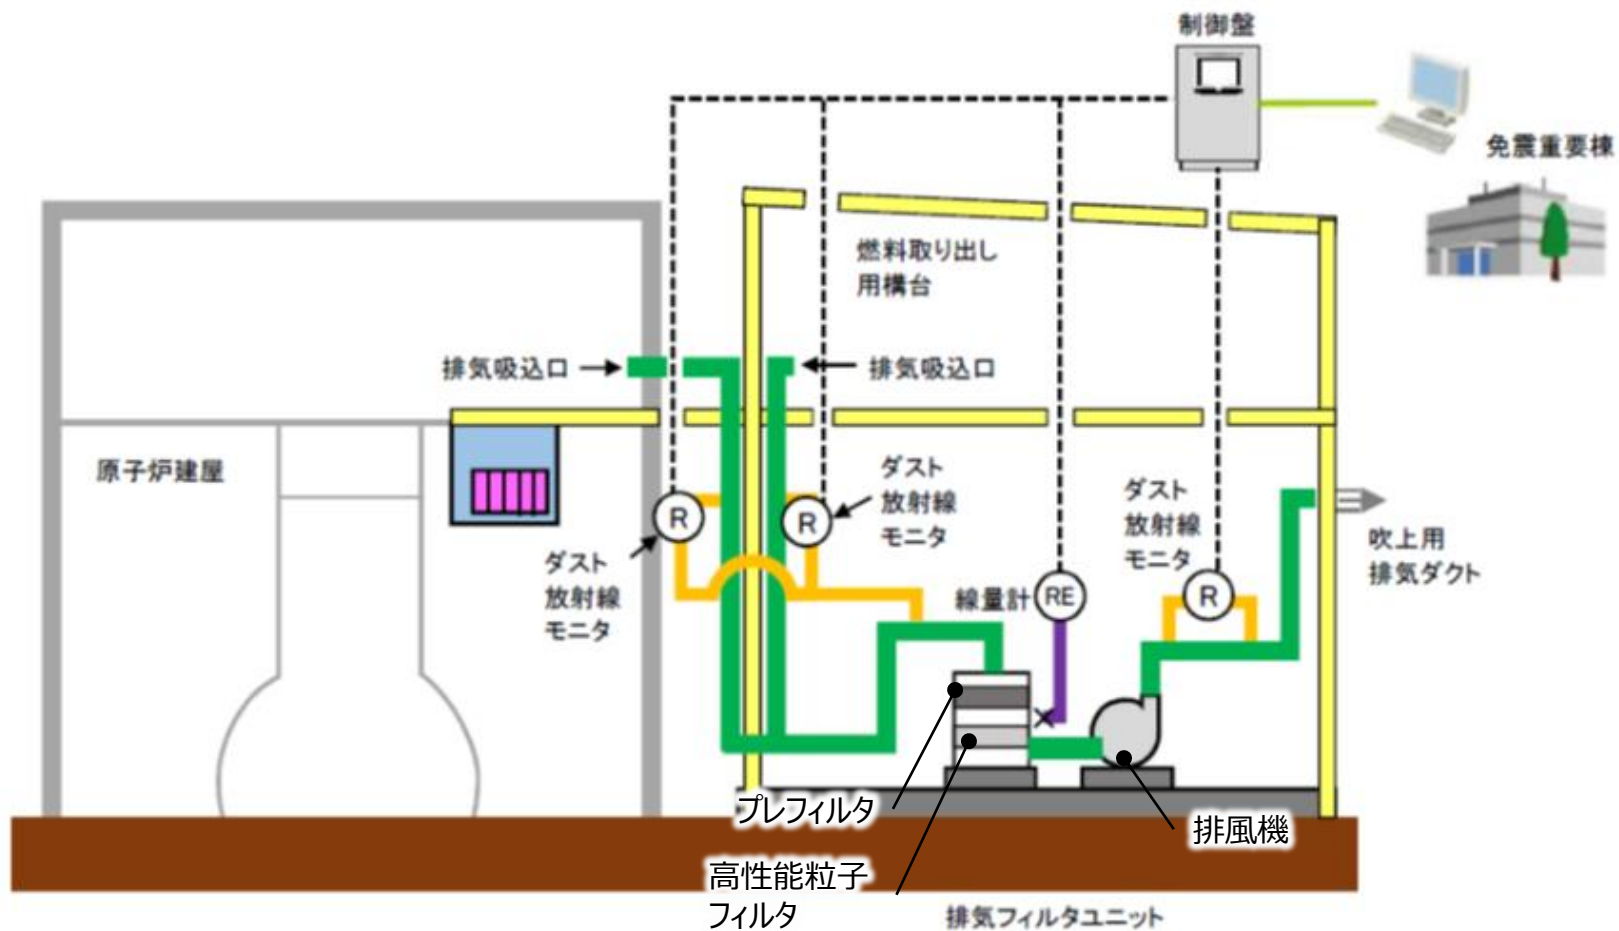 制御盤
免震重要棟
燃料取り出し
用構台
排気吸込口
排気吸込口
原子炉建屋
ダスト
放射線
モニタ
R
R
ダスト
放射線
モニタ
ダスト
放射線
モニタ
R
線量計
RE
吹上用
排気ダクト
プレフィルタ
排風機
高性能粒子
フィルタ
排気フィルタユニット